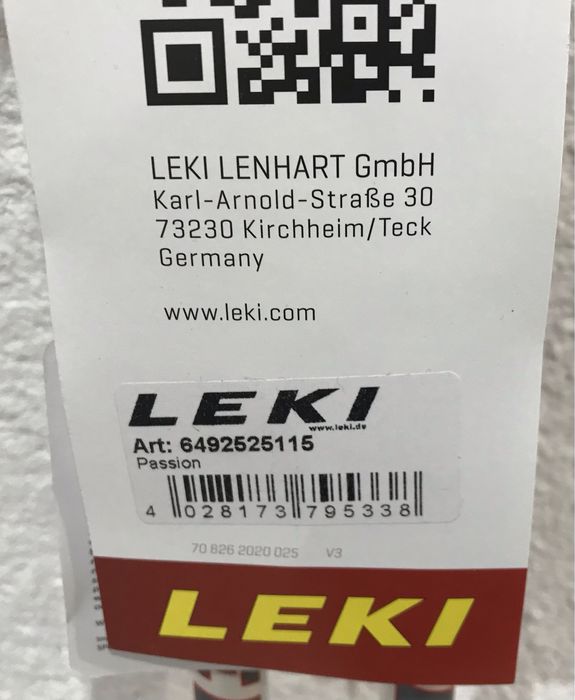 LEKI LENHART GmbH
Karl-Arnold-Straße 30
73230 Kirchheim/Teck
Germany
www.leki.com
LEKI
www.leki.de
Art: 6492525115
Passion
4 028173 795338
70 826 2020 025 V3
LEKI